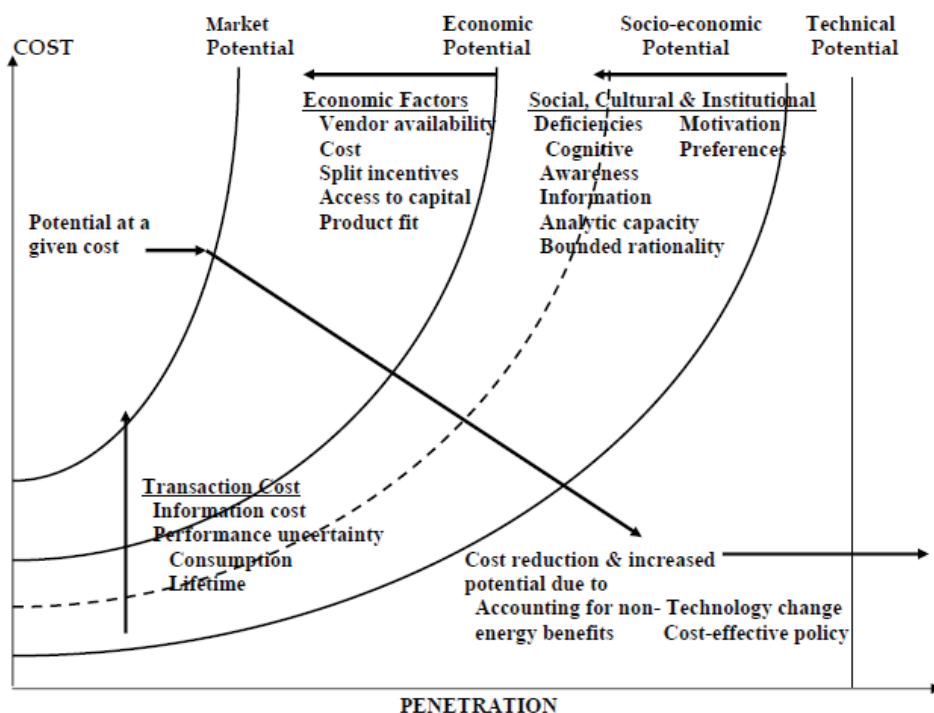 COST
Market
Potential
Economic
Potential
Socio-economic
Potential
Technical
Potential
Economic Factors
Vendor availability
Cost
Split incentives
Access to capital
Product fit
Social, Cultural & Institutional
Deficiencies Motivation
Cognitive Preferences
Awareness
Information
Analytic capacity
Bounded rationality
Potential at a
given cost
Transaction Cost
Information cost
Performance uncertainty
Consumption
Lifetime
Cost reduction & increased
potential due to
Accounting for non- Technology change
energy benefits Cost-effective policy
PENETRATION